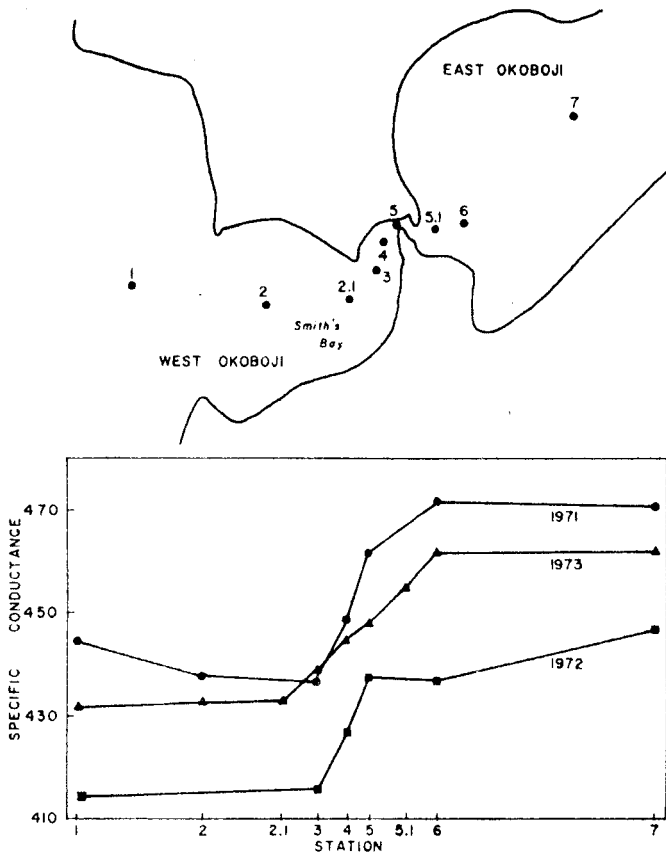 EAST OKOBOJI
7
5
5.1
6
4
3
1
2
2.1
Smith's
Bay
WEST OKOBOJI
SPECIFIC CONDUCTANCE
470
450
430
410
1971
1973
1972
1 2 2.1 3 4 5 5.1 6 7
STATION